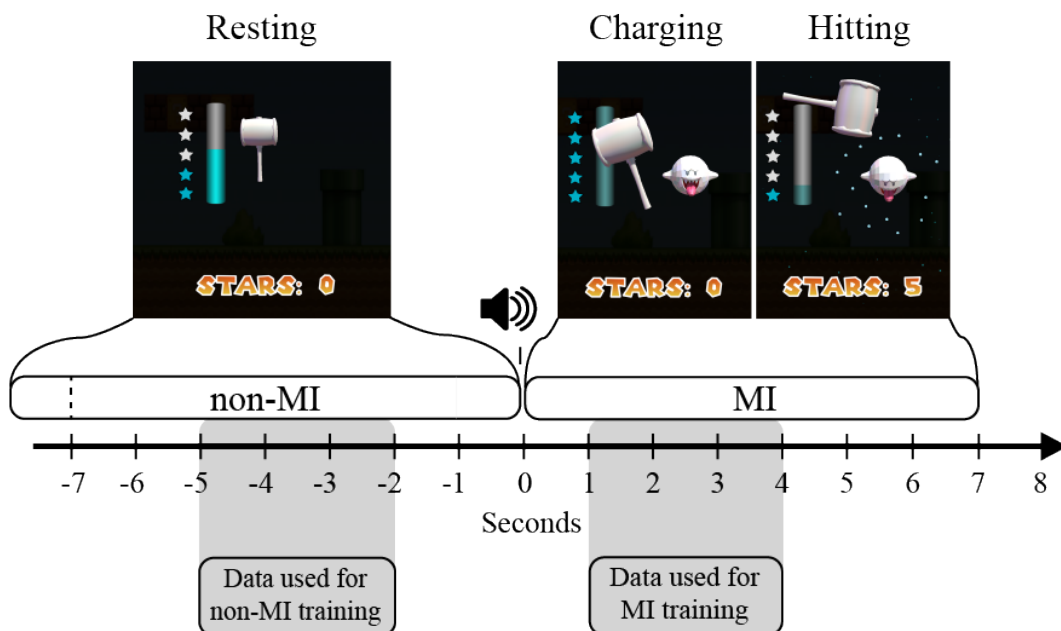 Resting
Charging
Hitting
STARS: 0
STARS: 0
STARS: 5
non-MI
MI
-7 -6 -5 -4 -3 -2 -1 0 1 2 3 4 5 6 7 8
Seconds
Data used for
non-MI training
Data used for
MI training